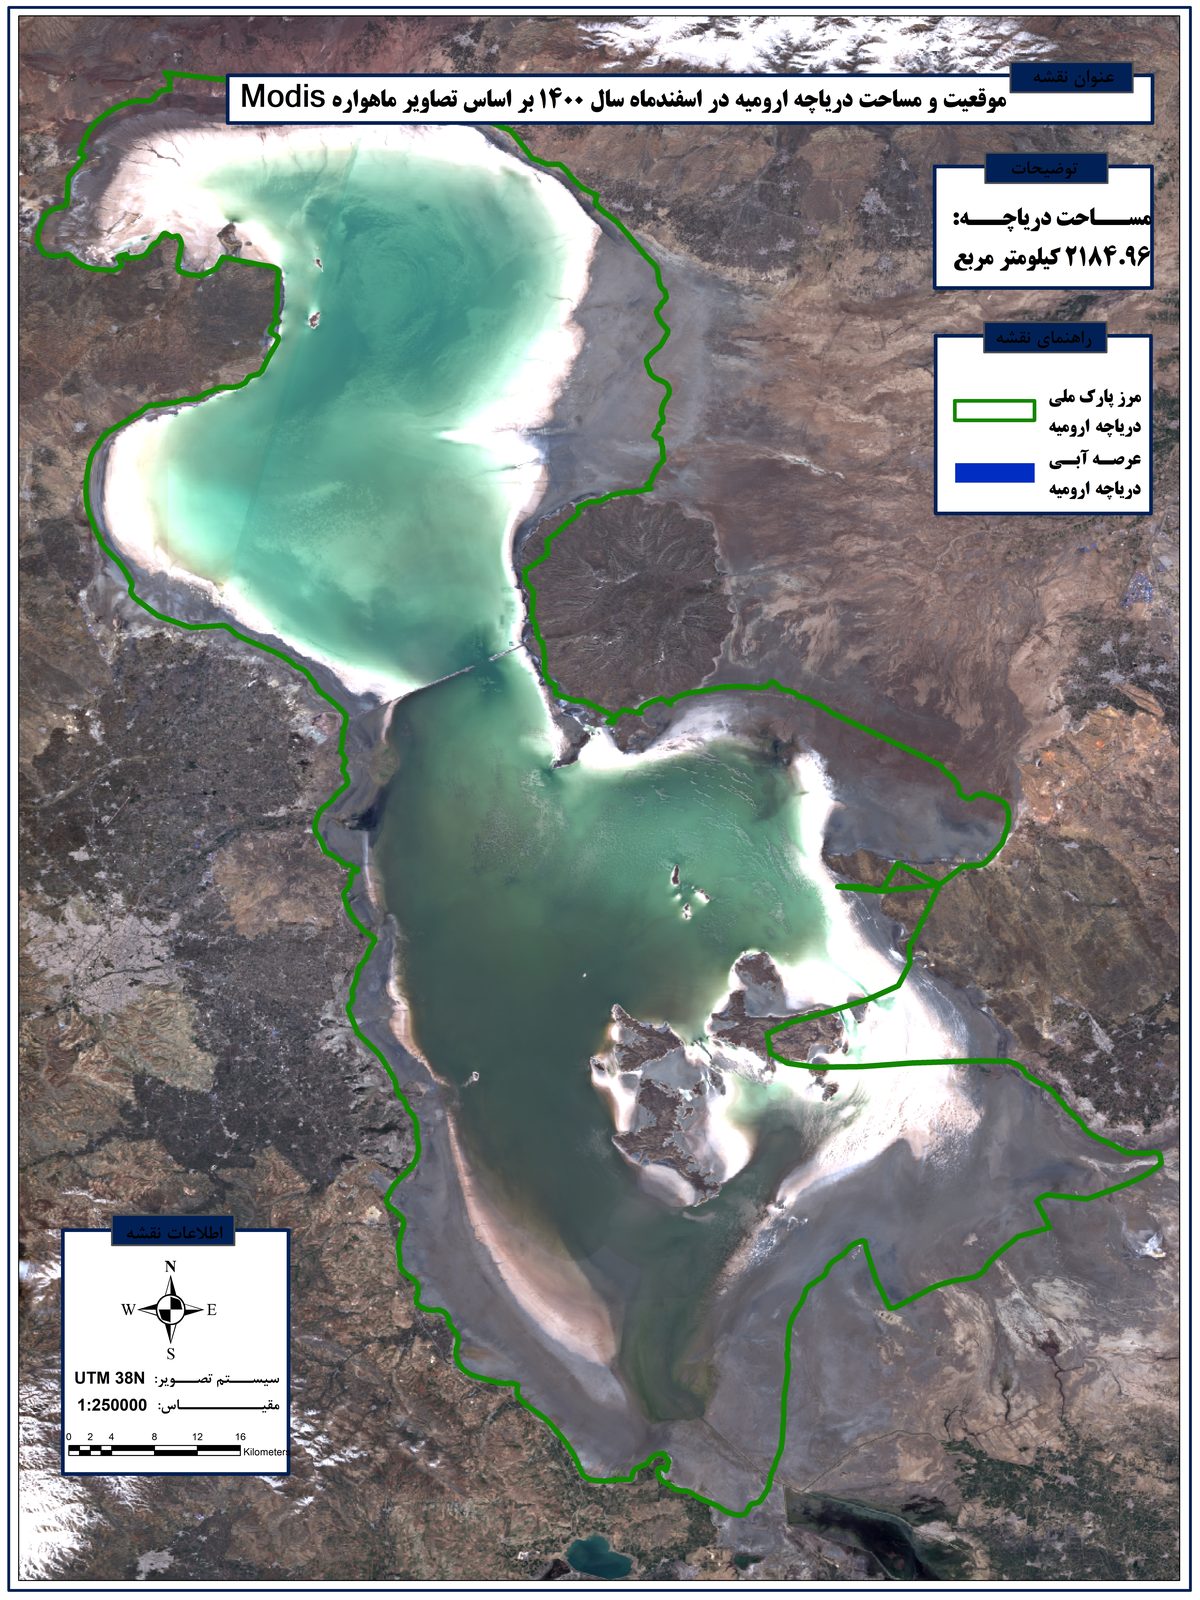 عنوان نقشه
موقعیت و مساحت دریاچه ارومیه در اسفندماه سال ۱۴۰۰ بر اساس تصاویر ماهواره Modis
توضیحات
مساحت دریاچه:
۲۱۸۴.۹۶ کیلومتر مربع
راهنمای نقشه
مرز پارک ملی
دریاچه ارومیه
عرصه آبی
دریاچه ارومیه
اطلاعات نقشه
N
W E
S
سیستم تصویر: UTM 38N
مقیاس: 1:250000
0 2 4 8 12 16
Kilometers